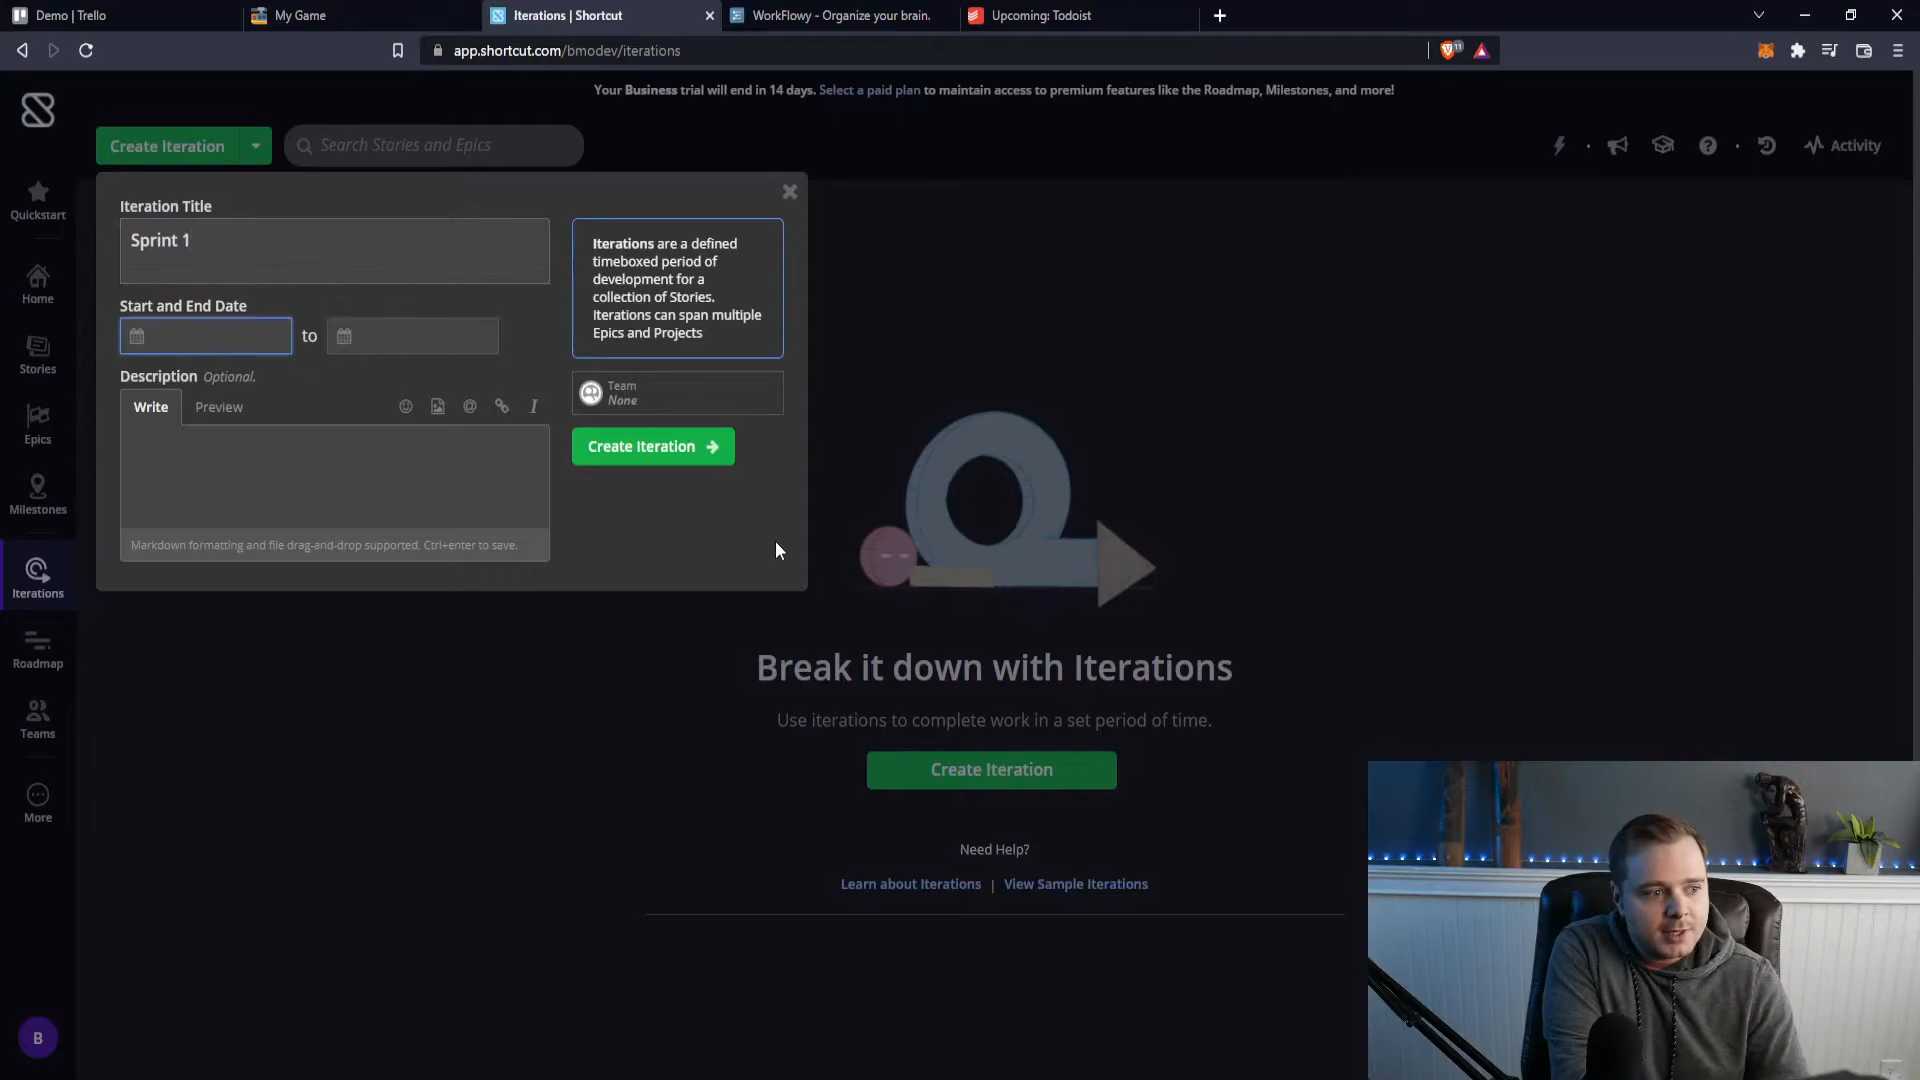 Demo | Trello
My Game
Iterations | Shortcut
WorkFlowy - Organize your brain.
Upcoming: Todoist
app.shortcut.com/bmodev/iterations
11
Your Business trial will end in 14 days. Select a paid plan to maintain access to premium features like the Roadmap, Milestones, and more!
Create Iteration
Search Stories and Epics
Activity
Quickstart
Home
Stories
Epics
Milestones
Iterations
Roadmap
Teams
More
B
Iteration Title
Sprint 1
Start and End Date
to
Description Optional.
Write
Preview
Markdown formatting and file drag-and-drop supported. Ctrl+enter to save.
Iterations are a defined
timeboxed period of
development for a
collection of Stories.
Iterations can span multiple
Epics and Projects
Team
None
Create Iteration
Break it down with Iterations
Use iterations to complete work in a set period of time.
Create Iteration
Need Help?
Learn about Iterations | View Sample Iterations